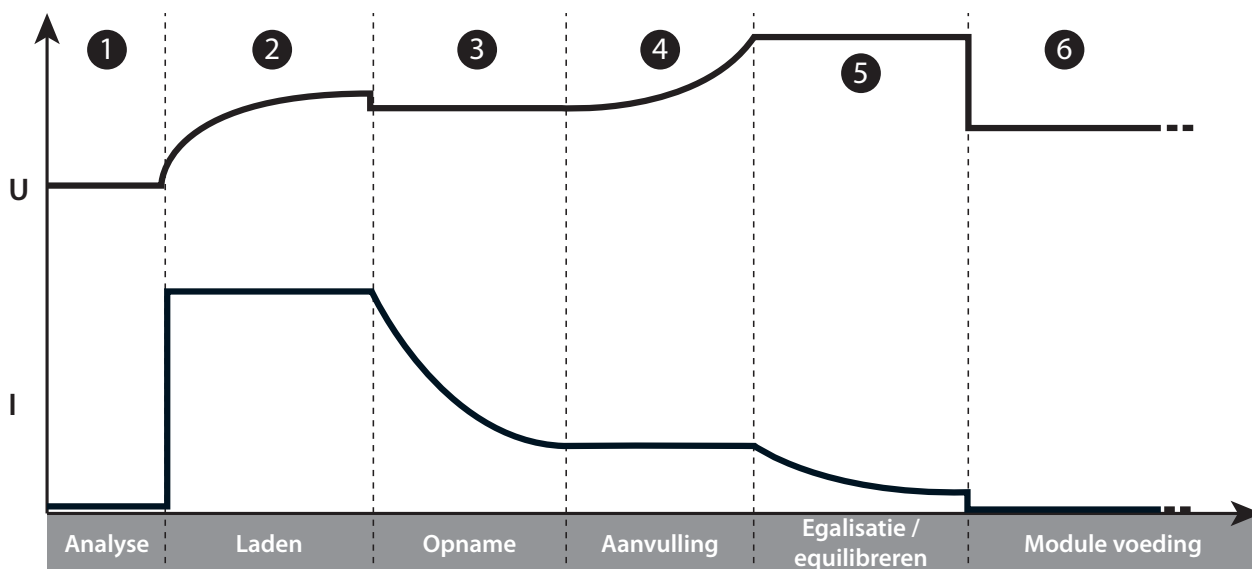 1 2 3 4 5 6
U
I
Analyse Laden Opname Aanvulling Egalisatie / equilibreren Module voeding